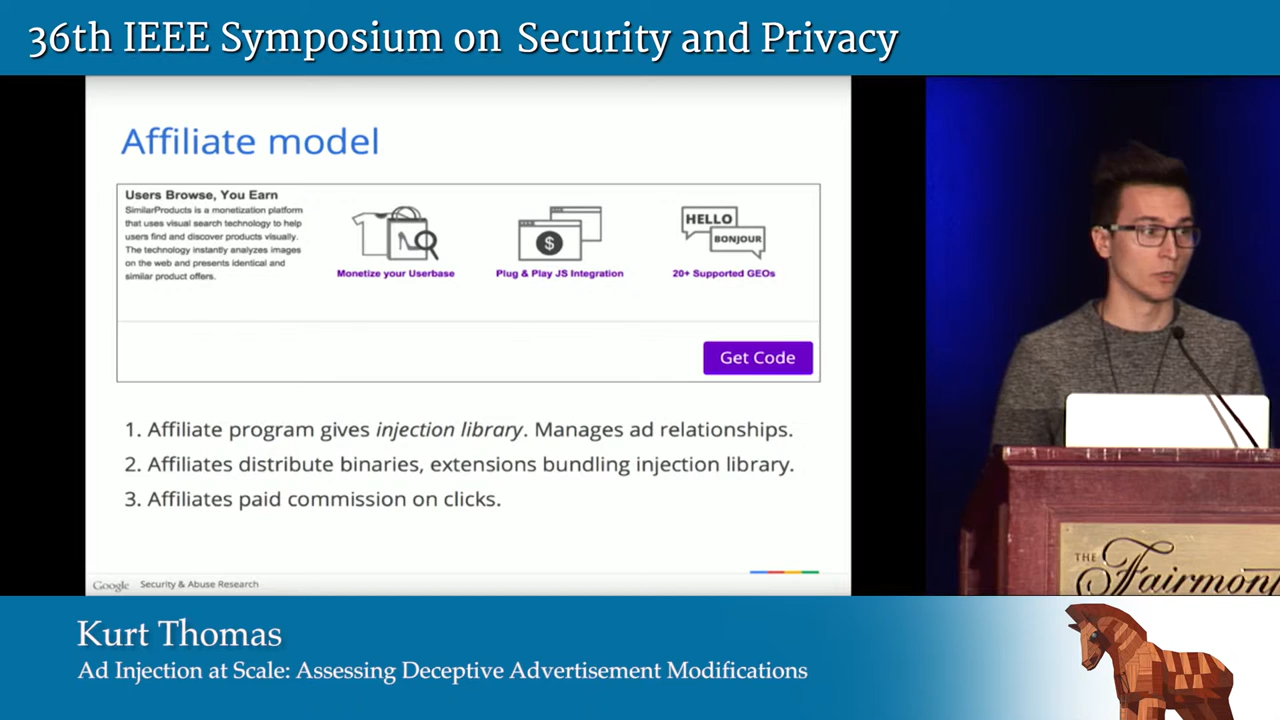 36th IEEE Symposium on Security and Privacy
Affiliate model
Users Browse, You Earn
SimilarProducts is a monetization platform
that uses visual search technology to help
users find and discover products visually.
The technology instantly analyzes images
on the web and presents identical and
similar product offers.
Monetize your Userbase
$
Plug & Play JS Integration
HELLO
BONJOUR
20+ Supported GEOs
Get Code
1. Affiliate program gives injection library. Manages ad relationships.
2. Affiliates distribute binaries, extensions bundling injection library.
3. Affiliates paid commission on clicks.
Google Security & Abuse Research
THE
Fairmont
Kurt Thomas
Ad Injection at Scale: Assessing Deceptive Advertisement Modifications